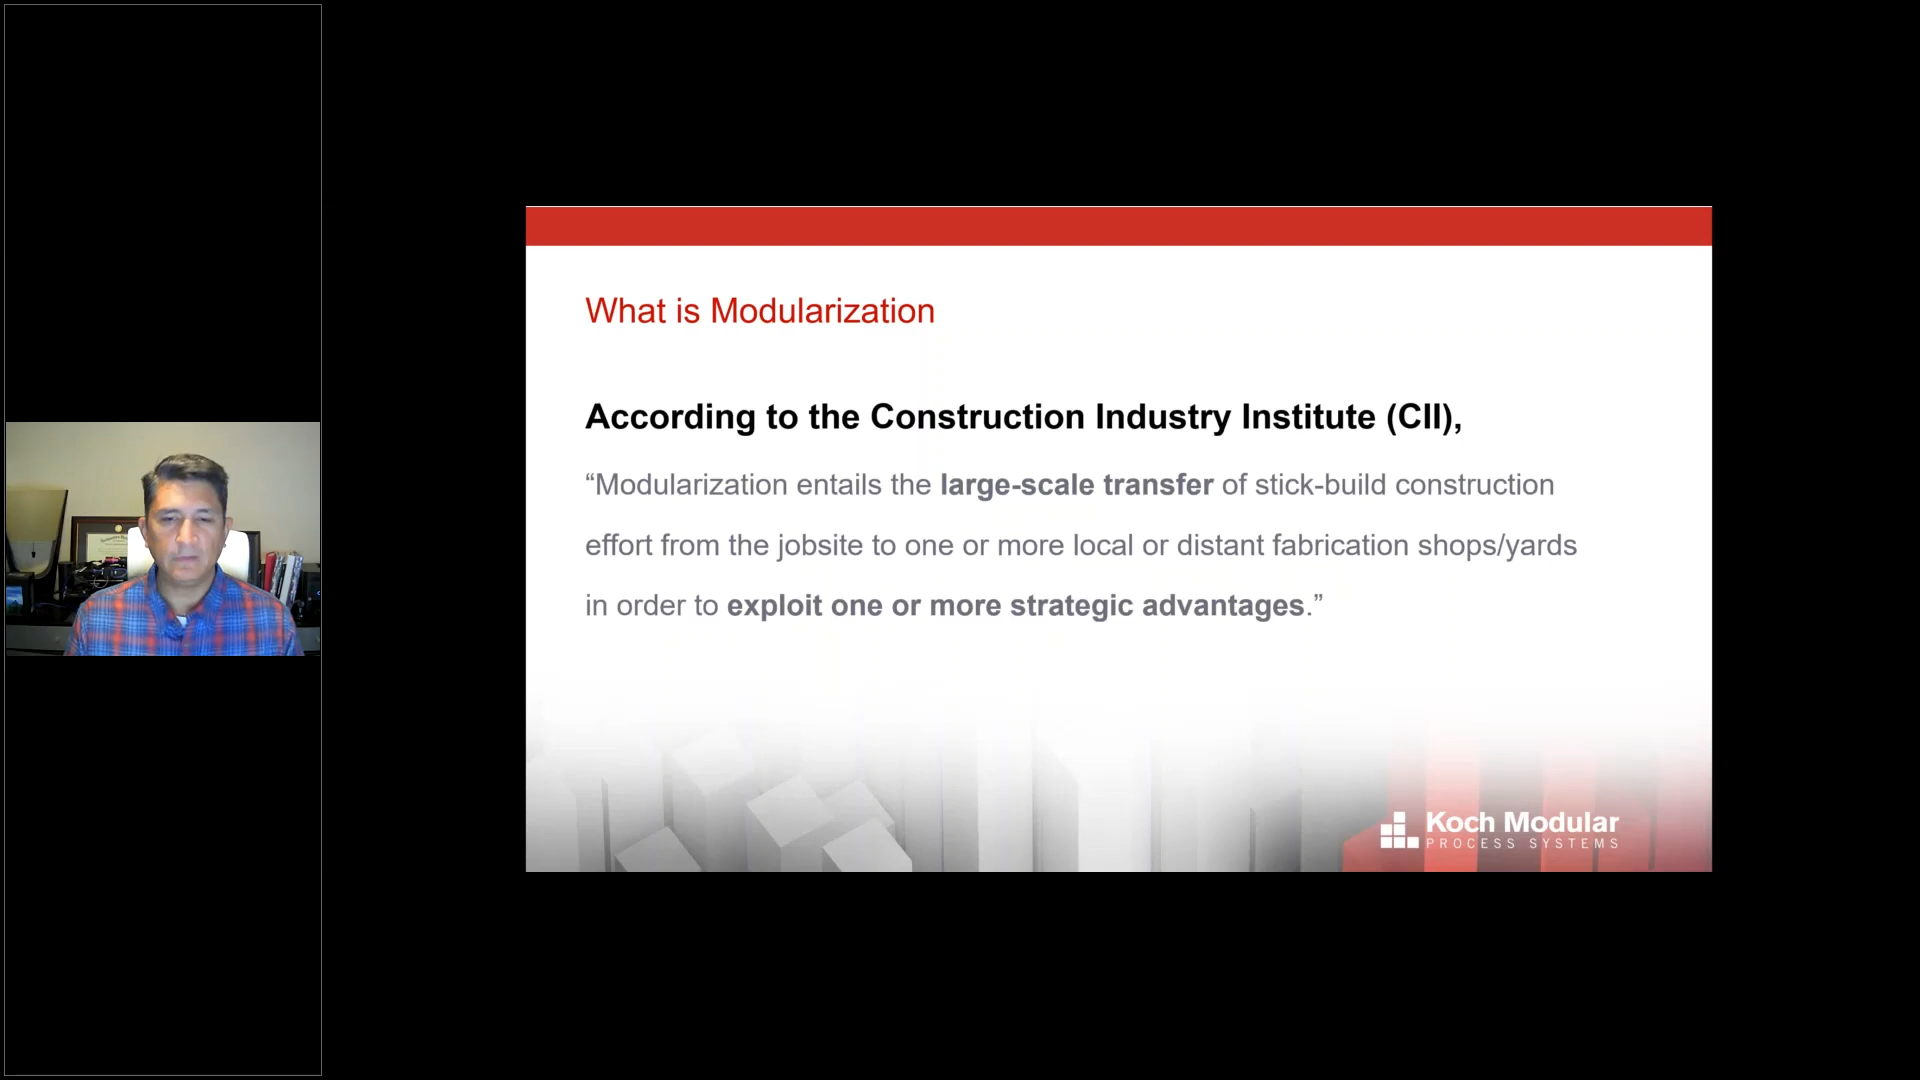 What is Modularization
According to the Construction Industry Institute (CII),
“Modularization entails the large-scale transfer of stick-build construction
effort from the jobsite to one or more local or distant fabrication shops/yards
in order to exploit one or more strategic advantages.”
Koch Modular
PROCESS SYSTEMS